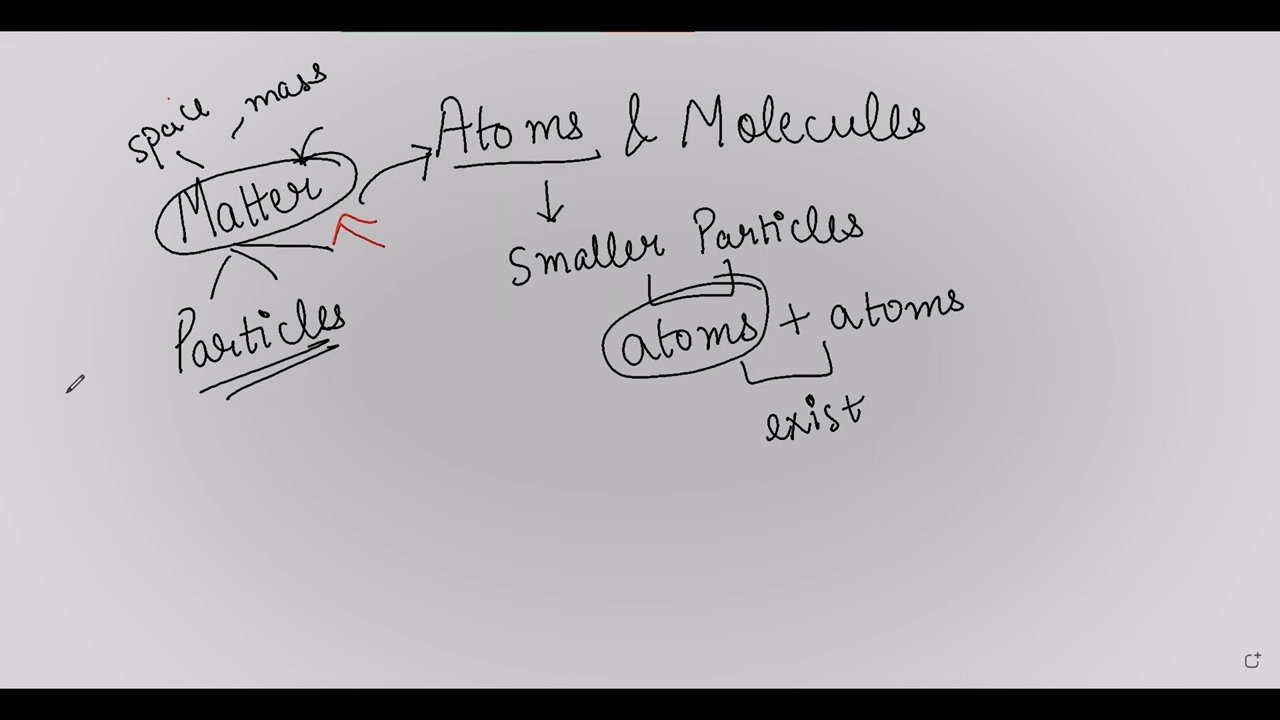 space, mass
Matter
Particles
Atoms & Molecules
Smaller Particles
atoms + atoms
exist